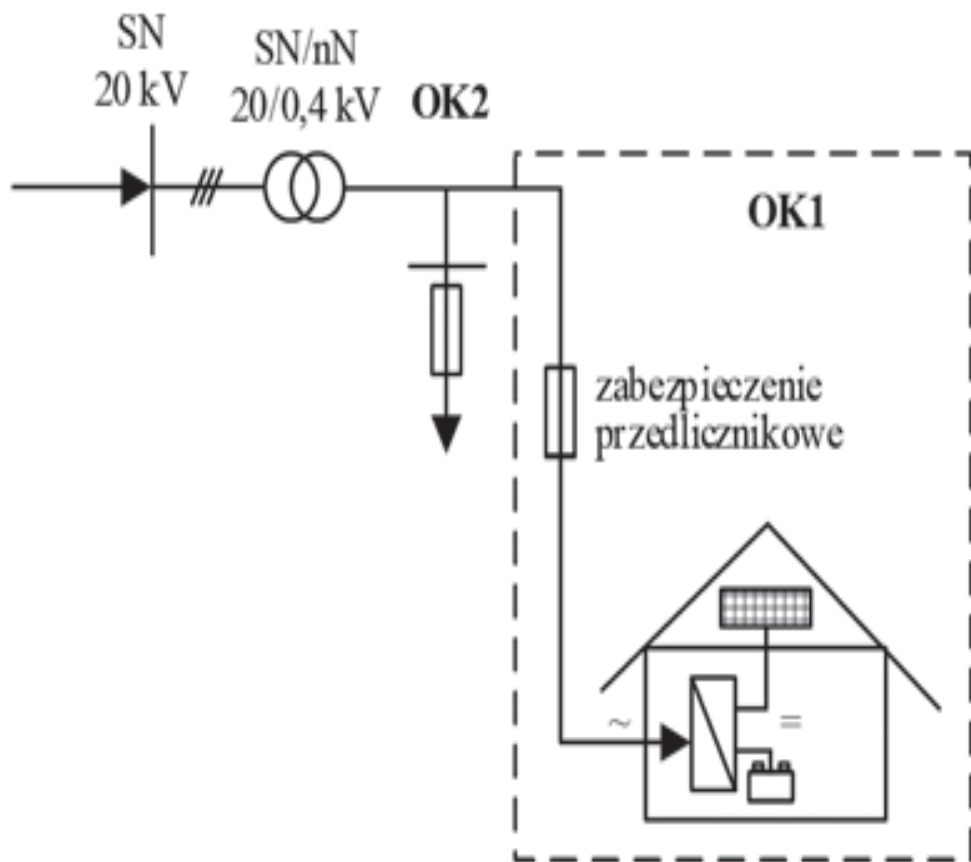 SN
20 kV
SN/nN
20/0,4 kV
OK2
OK1
zabezpieczenie
przedlicznikowe
~
=